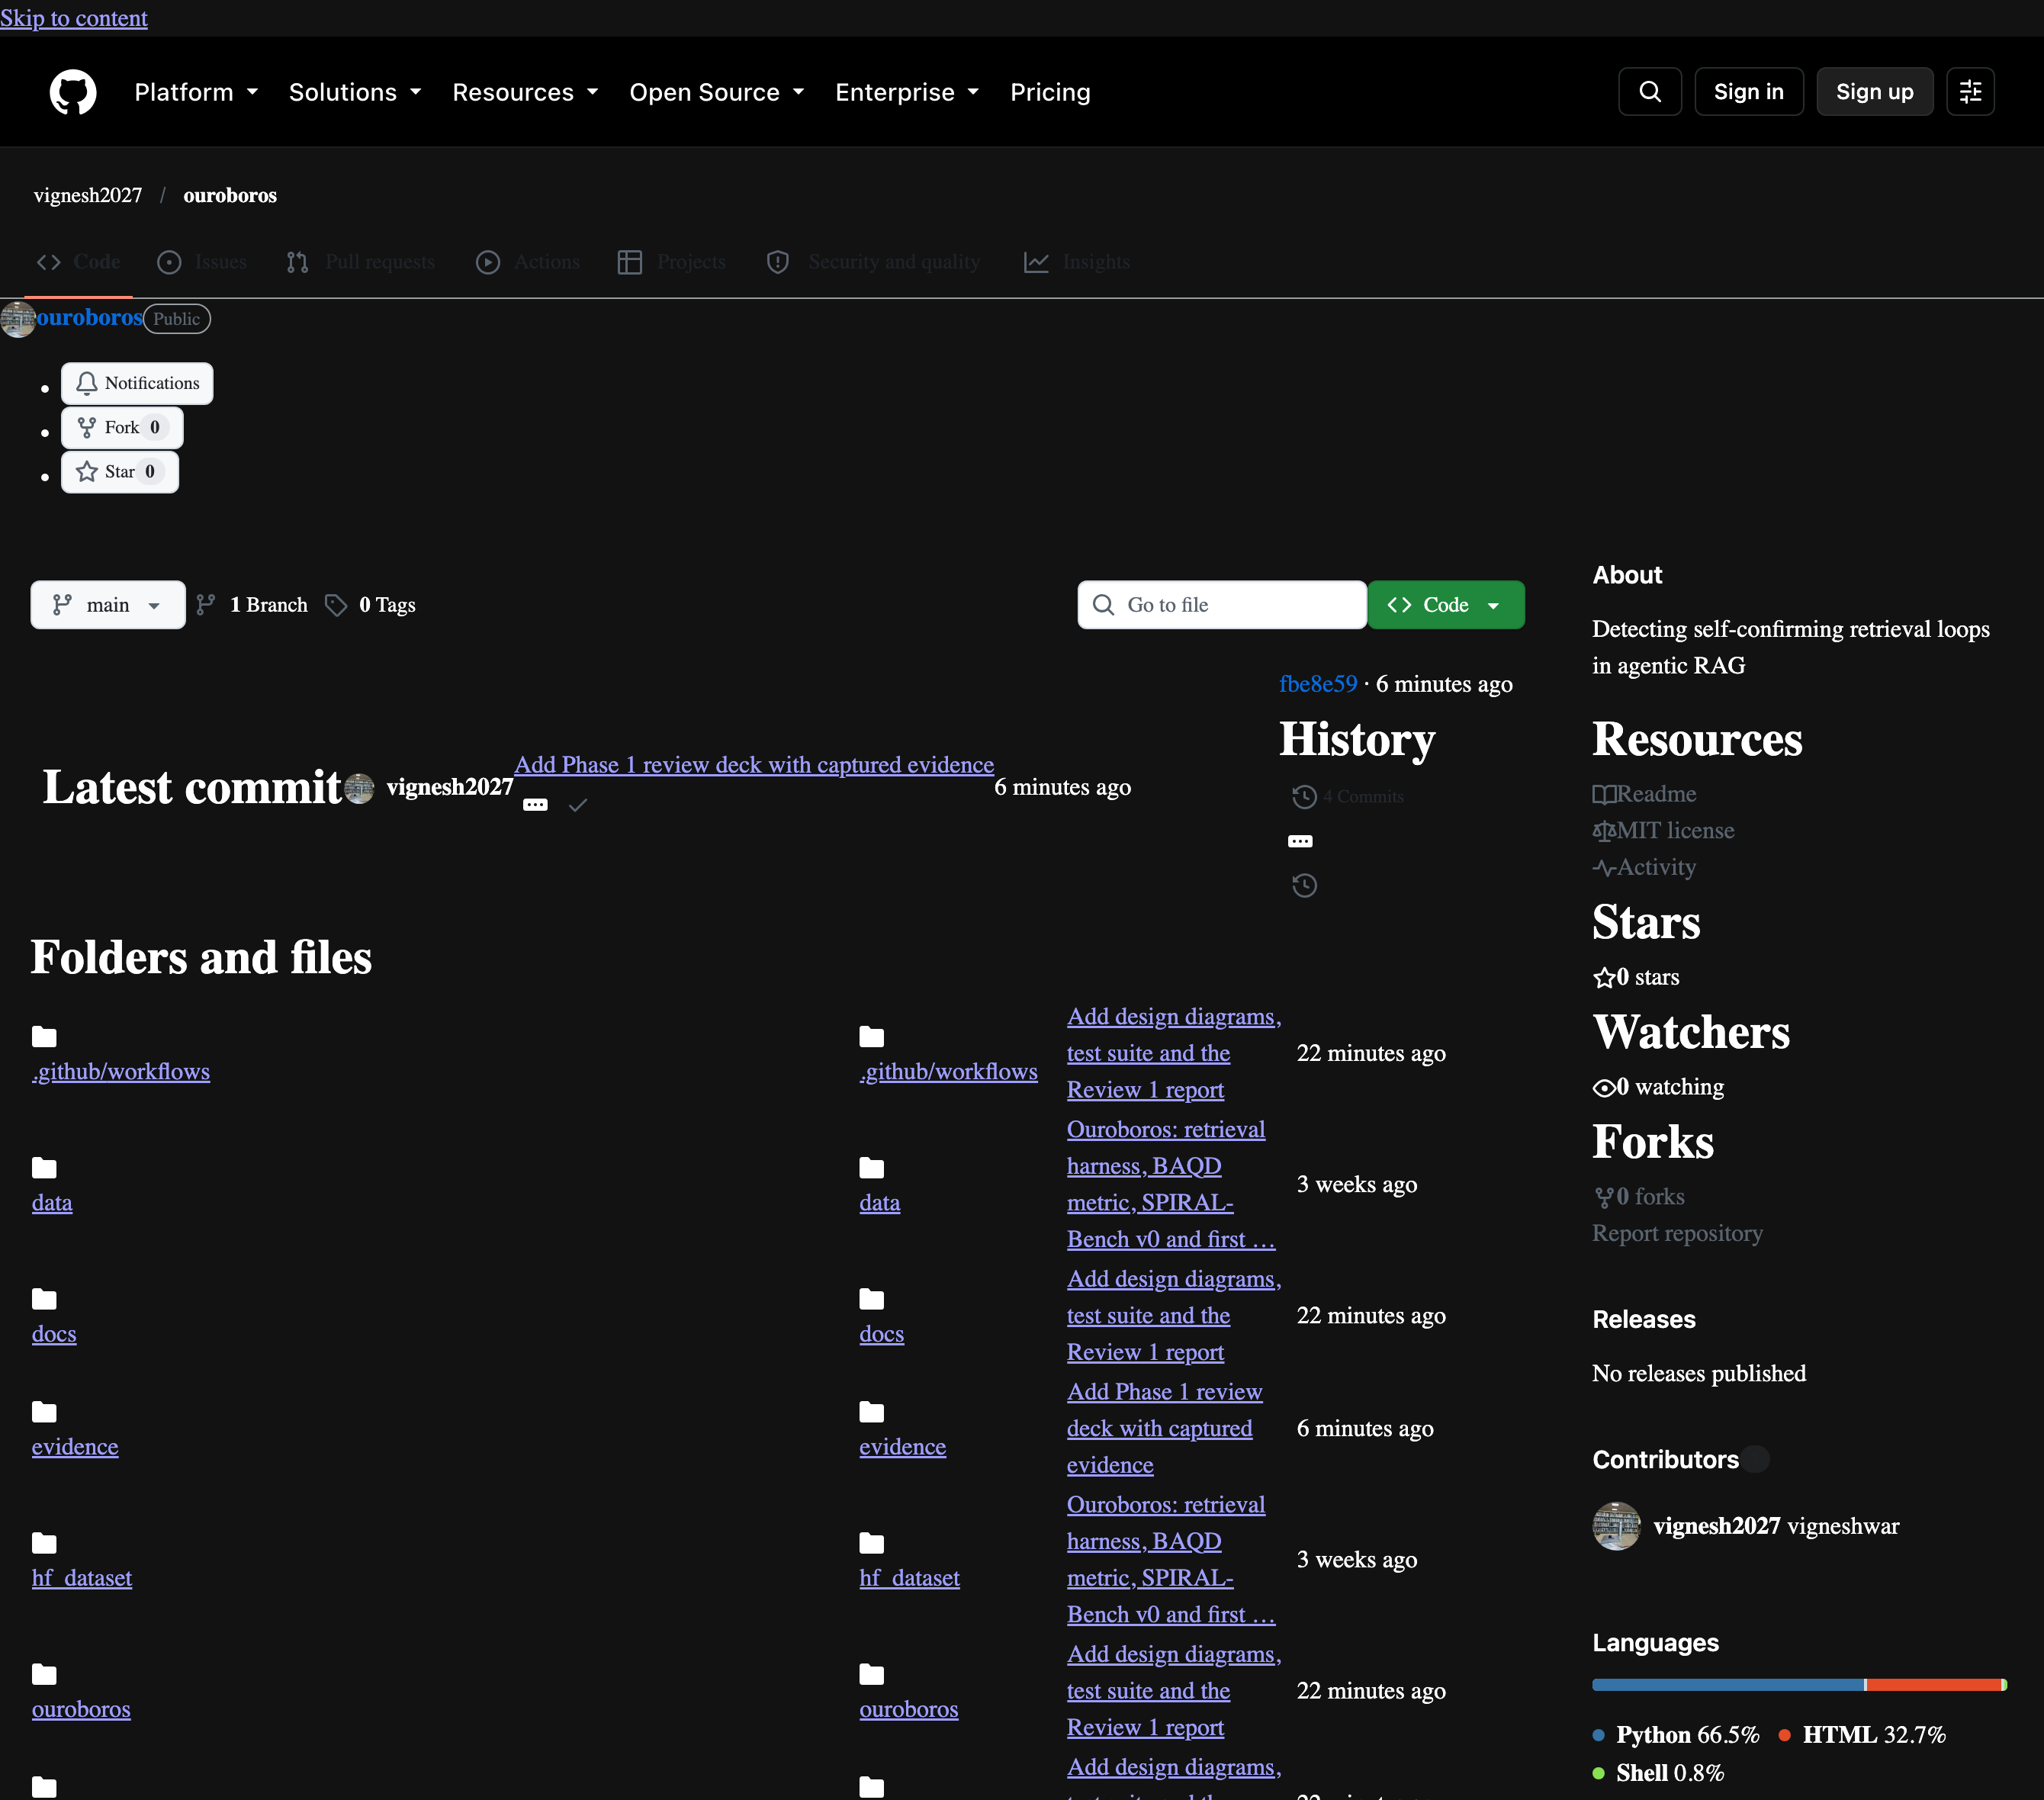 Skip to content
Platform Solutions Resources Open Source Enterprise Pricing
Sign in Sign up
vignesh2027 / ouroboros
Code Issues Pull requests Actions Projects Security and quality Insights
ouroboros Public
Notifications
Fork 0
Star 0
main 1 Branch 0 Tags
Go to file
Code
Latest commit
vignesh2027
Add Phase 1 review deck with captured evidence
6 minutes ago
fbe8e59 · 6 minutes ago
History
4 Commits
Folders and files
.github/workflows
.github/workflows
Add design diagrams,
test suite and the
Review 1 report
22 minutes ago
data
data
Ouroboros: retrieval
harness, BAQD
metric, SPIRAL-
Bench v0 and first …
3 weeks ago
docs
docs
Add design diagrams,
test suite and the
Review 1 report
22 minutes ago
evidence
evidence
Add Phase 1 review
deck with captured
evidence
6 minutes ago
hf_dataset
hf_dataset
Ouroboros: retrieval
harness, BAQD
metric, SPIRAL-
Bench v0 and first …
3 weeks ago
ouroboros
ouroboros
Add design diagrams,
test suite and the
Review 1 report
22 minutes ago
Add design diagrams,
About
Detecting self-confirming retrieval loops
in agentic RAG
Resources
Readme
MIT license
Activity
Stars
0 stars
Watchers
0 watching
Forks
0 forks
Report repository
Releases
No releases published
Contributors
vignesh2027 vigneshwar
Languages
Python 66.5% HTML 32.7%
Shell 0.8%